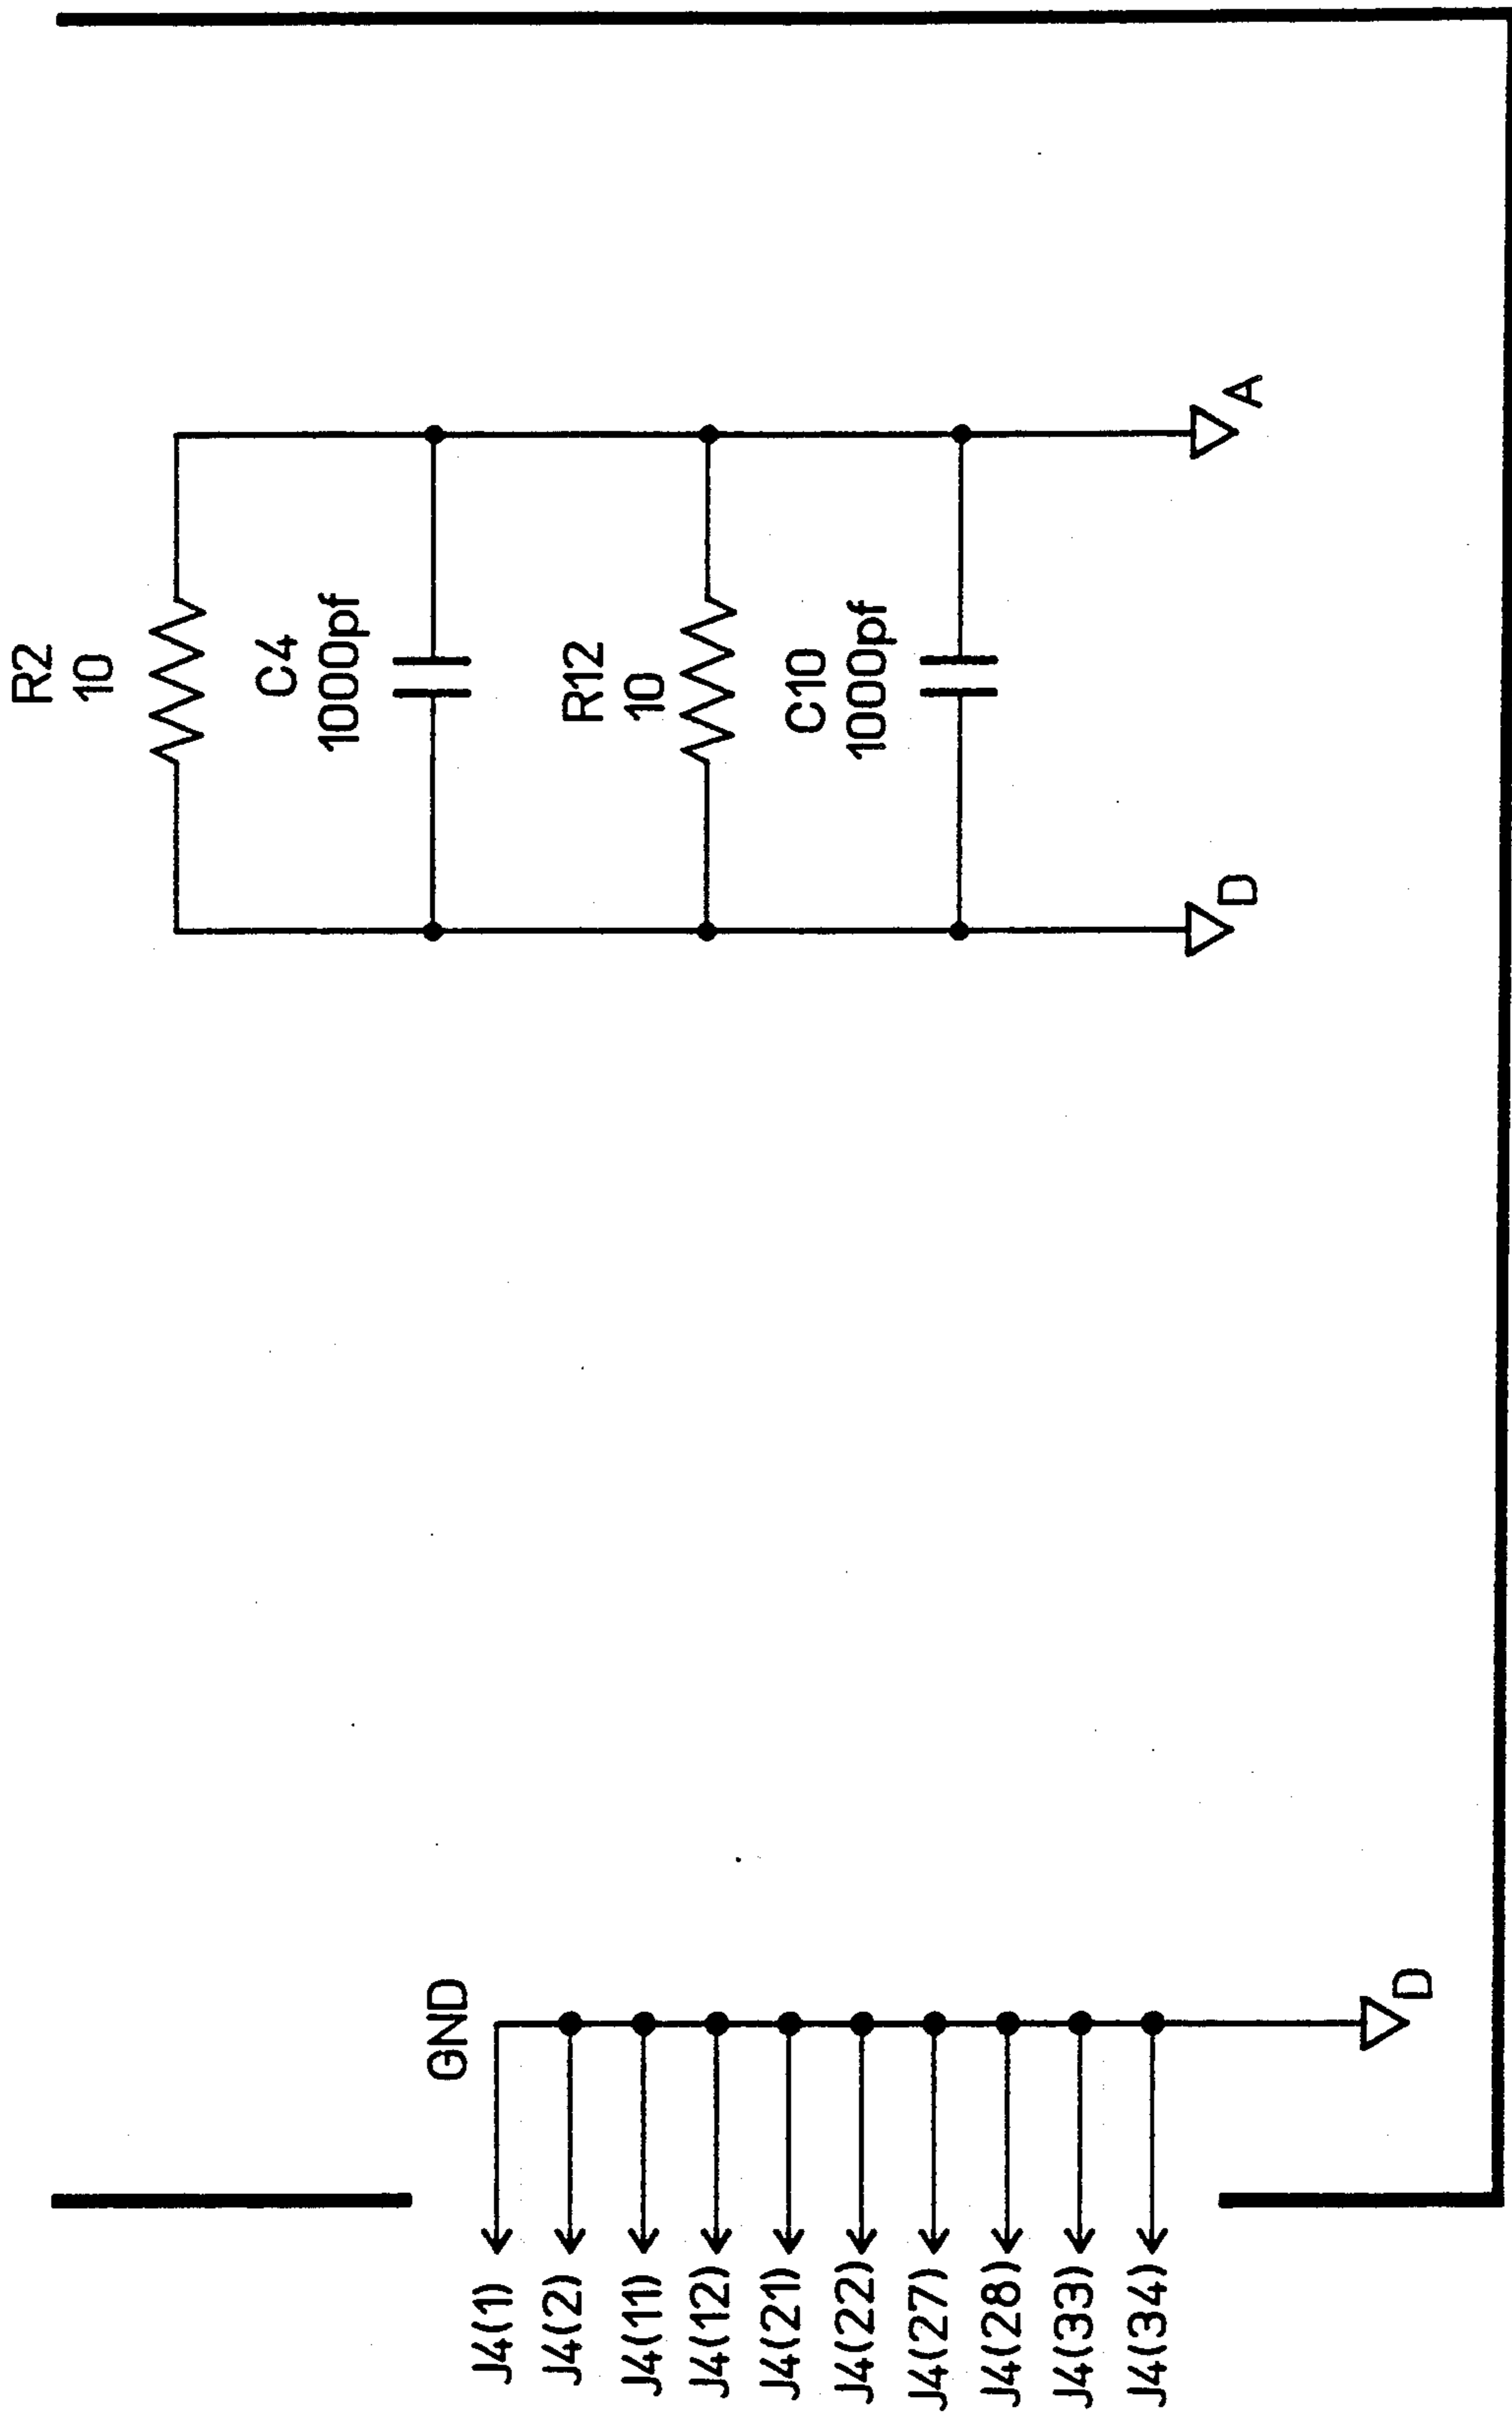 R2
10
C4
1000pf
R12
10
C10
1000pf
D
A
GND
J4(1)
J4(2)
J4(11)
J4(12)
J4(21)
J4(22)
J4(27)
J4(28)
J4(33)
J4(34)
D